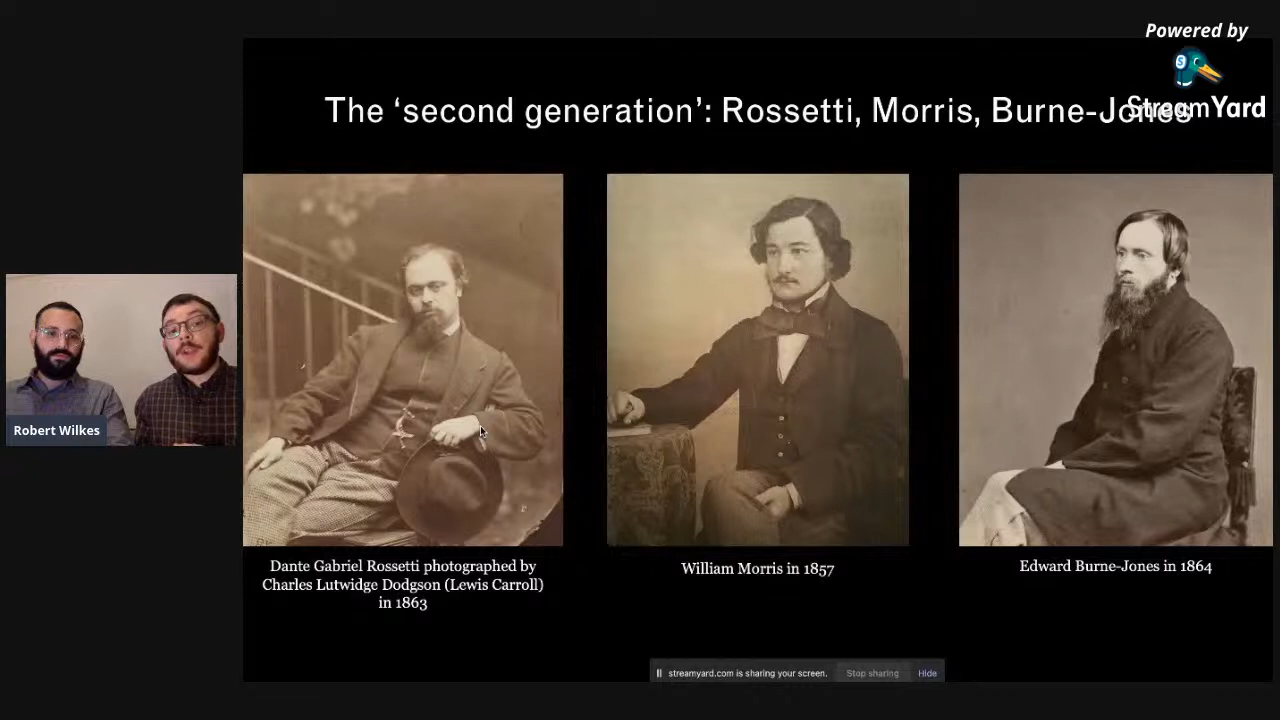 Powered by
StreamYard
The ‘second generation’: Rossetti, Morris, Burne-Jones
Robert Wilkes
Dante Gabriel Rossetti photographed by
Charles Lutwidge Dodgson (Lewis Carroll)
in 1863
William Morris in 1857
Edward Burne-Jones in 1864
streamyard.com is sharing your screen. Stop sharing Hide